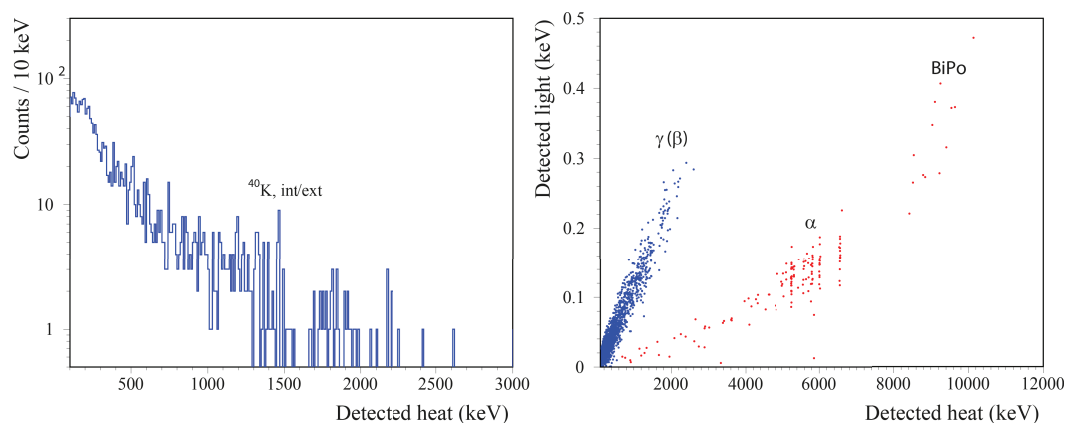 Counts / 10 keV
10 2
10
1
40K, int/ext
500 1000 1500 2000 2500 3000
Detected heat (keV)
Detected light (keV)
0.5
0.4
0.3
0.2
0.1
0
BiPo
γ (β)
α
2000 4000 6000 8000 10000 12000
Detected heat (keV)